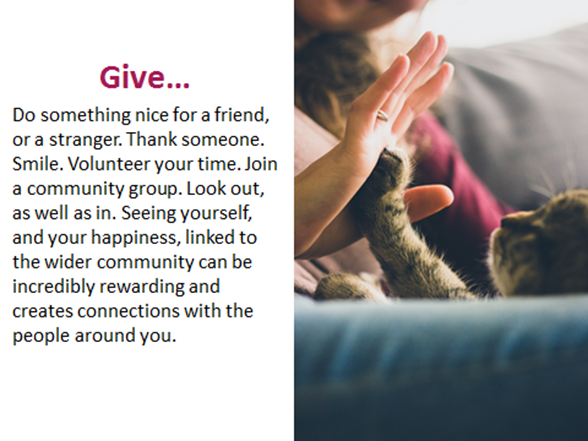 Give...
Do something nice for a friend,
or a stranger. Thank someone.
Smile. Volunteer your time. Join
a community group. Look out,
as well as in. Seeing yourself,
and your happiness, linked to
the wider community can be
incredibly rewarding and
creates connections with the
people around you.